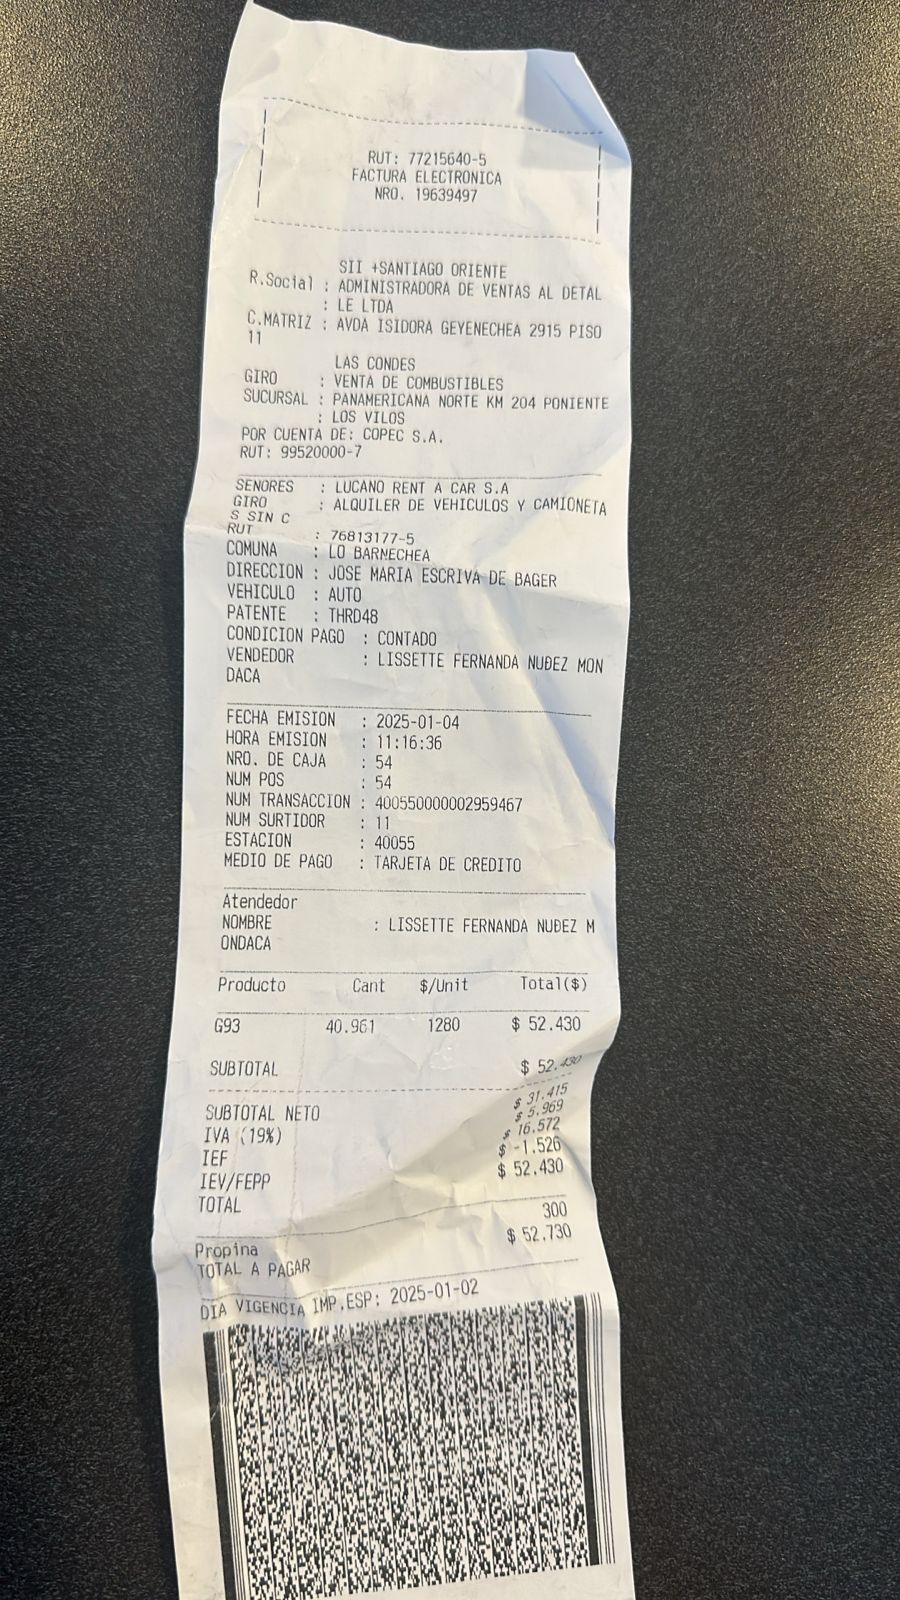 RUT: 77215640-5
FACTURA ELECTRONICA
NRO. 19639497
SII +SANTIAGO ORIENTE
R.Social : ADMINISTRADORA DE VENTAS AL DETAL
: LE LTDA
C.MATRIZ : AVDA ISIDORA GEYENECHEA 2915 PISO
11
LAS CONDES
GIRO : VENTA DE COMBUSTIBLES
SUCURSAL : PANAMERICANA NORTE KM 204 PONIENTE
: LOS VILOS
POR CUENTA DE: COPEC S.A.
RUT: 99520000-7
SENORES : LUCANO RENT A CAR S.A
GIRO : ALQUILER DE VEHICULOS Y CAMIONETA
S SIN C
RUT : 76813177-5
COMUNA : LO BARNECHEA
DIRECCION : JOSE MARIA ESCRIVA DE BAGER
VEHICULO : AUTO
PATENTE : THRD48
CONDICION PAGO : CONTADO
VENDEDOR : LISSETTE FERNANDA NUÐEZ MON
DACA
FECHA EMISION : 2025-01-04
HORA EMISION : 11:16:36
NRO. DE CAJA : 54
NUM POS : 54
NUM TRANSACCION : 400550000002959467
NUM SURTIDOR : 11
ESTACION : 40055
MEDIO DE PAGO : TARJETA DE CREDITO
Atendedor
NOMBRE : LISSETTE FERNANDA NUÐEZ M
ONDACA
Producto Cant $/Unit Total($)
G93 40.961 1280 $ 52.430
SUBTOTAL $ 52.430
SUBTOTAL NETO $ 31.415
IVA (19%) $ 5.969
IEF $ 16.572
IEV/FEPP $ -1.526
TOTAL $ 52.430
Propina 300
TOTAL A PAGAR $ 52.730
DIA VIGENCIA IMP.ESP: 2025-01-02